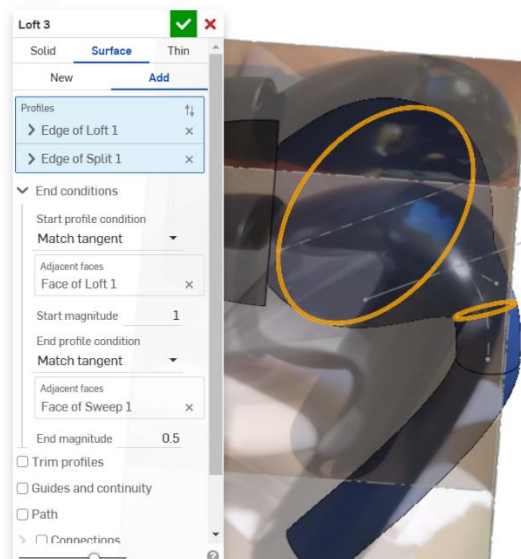 Loft 3
Solid Surface Thin
New Add
Profiles
Edge of Loft 1
Edge of Split 1
End conditions
Start profile condition
Match tangent
Adjacent faces
Face of Loft 1
Start magnitude 1
End profile condition
Match tangent
Adjacent faces
Face of Sweep 1
End magnitude 0.5
Trim profiles
Guides and continuity
Path
Connections